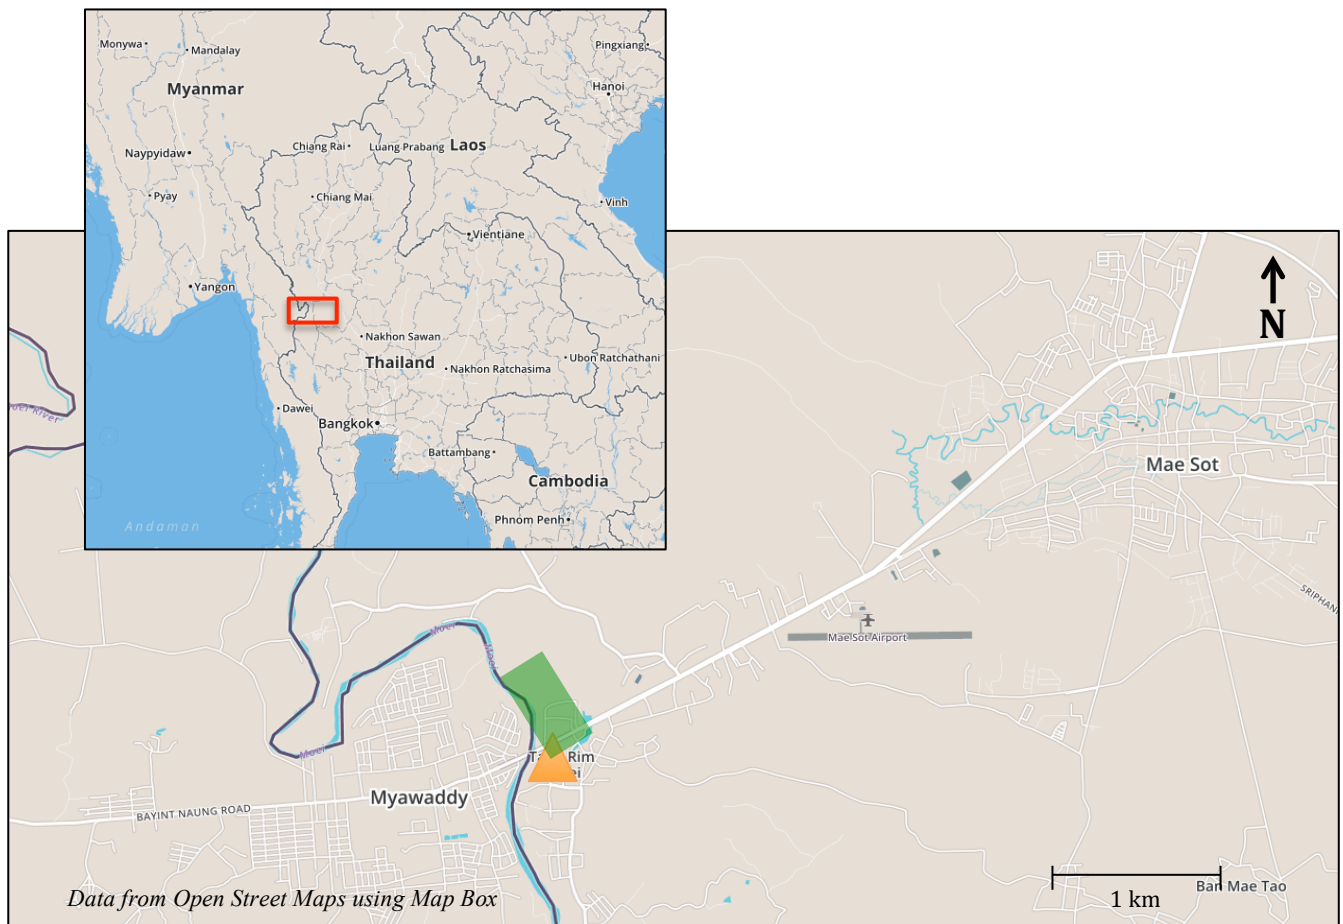 Monywa
Mandalay
Pingxiang
Myanmar
Hanoi
Naypyidaw
Chiang Rai
Luang Prabang
Laos
Pyay
Chiang Mai
Vinh
Vientiane
Yangon
Nakhon Sawan
Thailand
Ubon Ratchathani
Nakhon Ratchasima
Dawei
Bangkok
Battambang
Cambodia
Phnom Penh
Andaman
N
River
Mae Sot
SRIPHAN
Mae Sot Airport
Moei
Moei
Moei
Rim
Myawaddy
BAYINT NAUNG ROAD
Ban Mae Tao
1 km
Data from Open Street Maps using Map Box